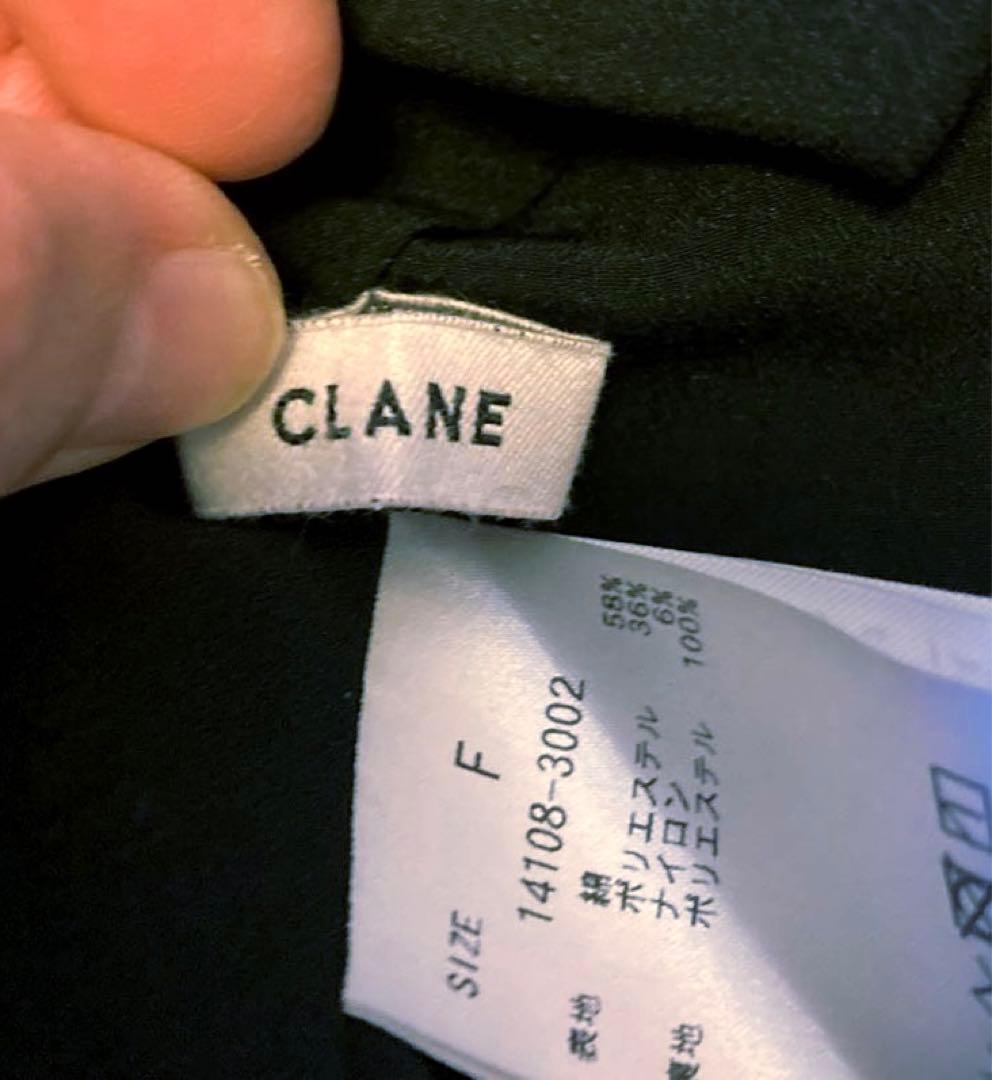 CLANE
SIZE F
14108-3002
表地 綿 58%
ポリエステル 36%
ナイロン 6%
裏地 ポリエステル 100%